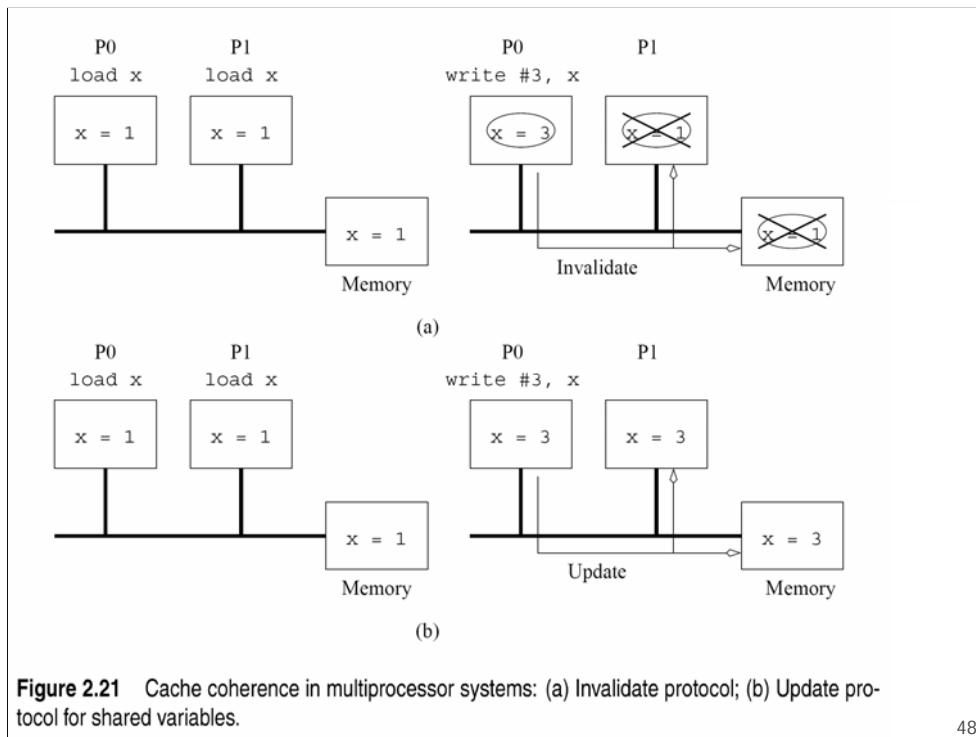 P0 P1
load x load x
x = 1 x = 1
x = 1
Memory
P0 P1
write #3, x
x = 3 x = 1
x = 1
Invalidate
Memory
(a)
P0 P1
load x load x
x = 1 x = 1
x = 1
Memory
P0 P1
write #3, x
x = 3 x = 3
x = 3
Update
Memory
(b)
Figure 2.21 Cache coherence in multiprocessor systems: (a) Invalidate protocol; (b) Update pro-
tocol for shared variables.
48